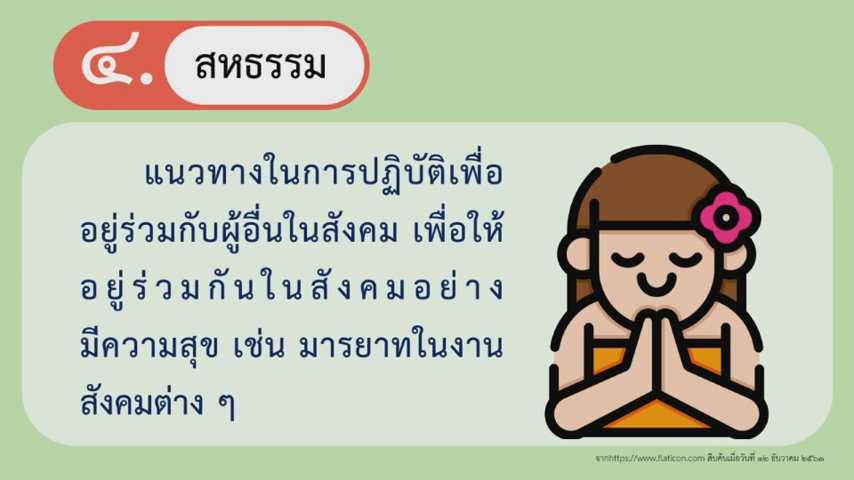 ๔. สหธรรม
แนวทางในการปฏิบัติเพื่อ
อยู่ร่วมกับผู้อื่นในสังคม เพื่อให้
อยู่ร่วมกันในสังคมอย่าง
มีความสุข เช่น มารยาทในงาน
สังคมต่าง ๆ
จากhttps://www.flaticon.com สืบค้นเมื่อวันที่ ๑๒ ธันวาคม ๒๕๖๓